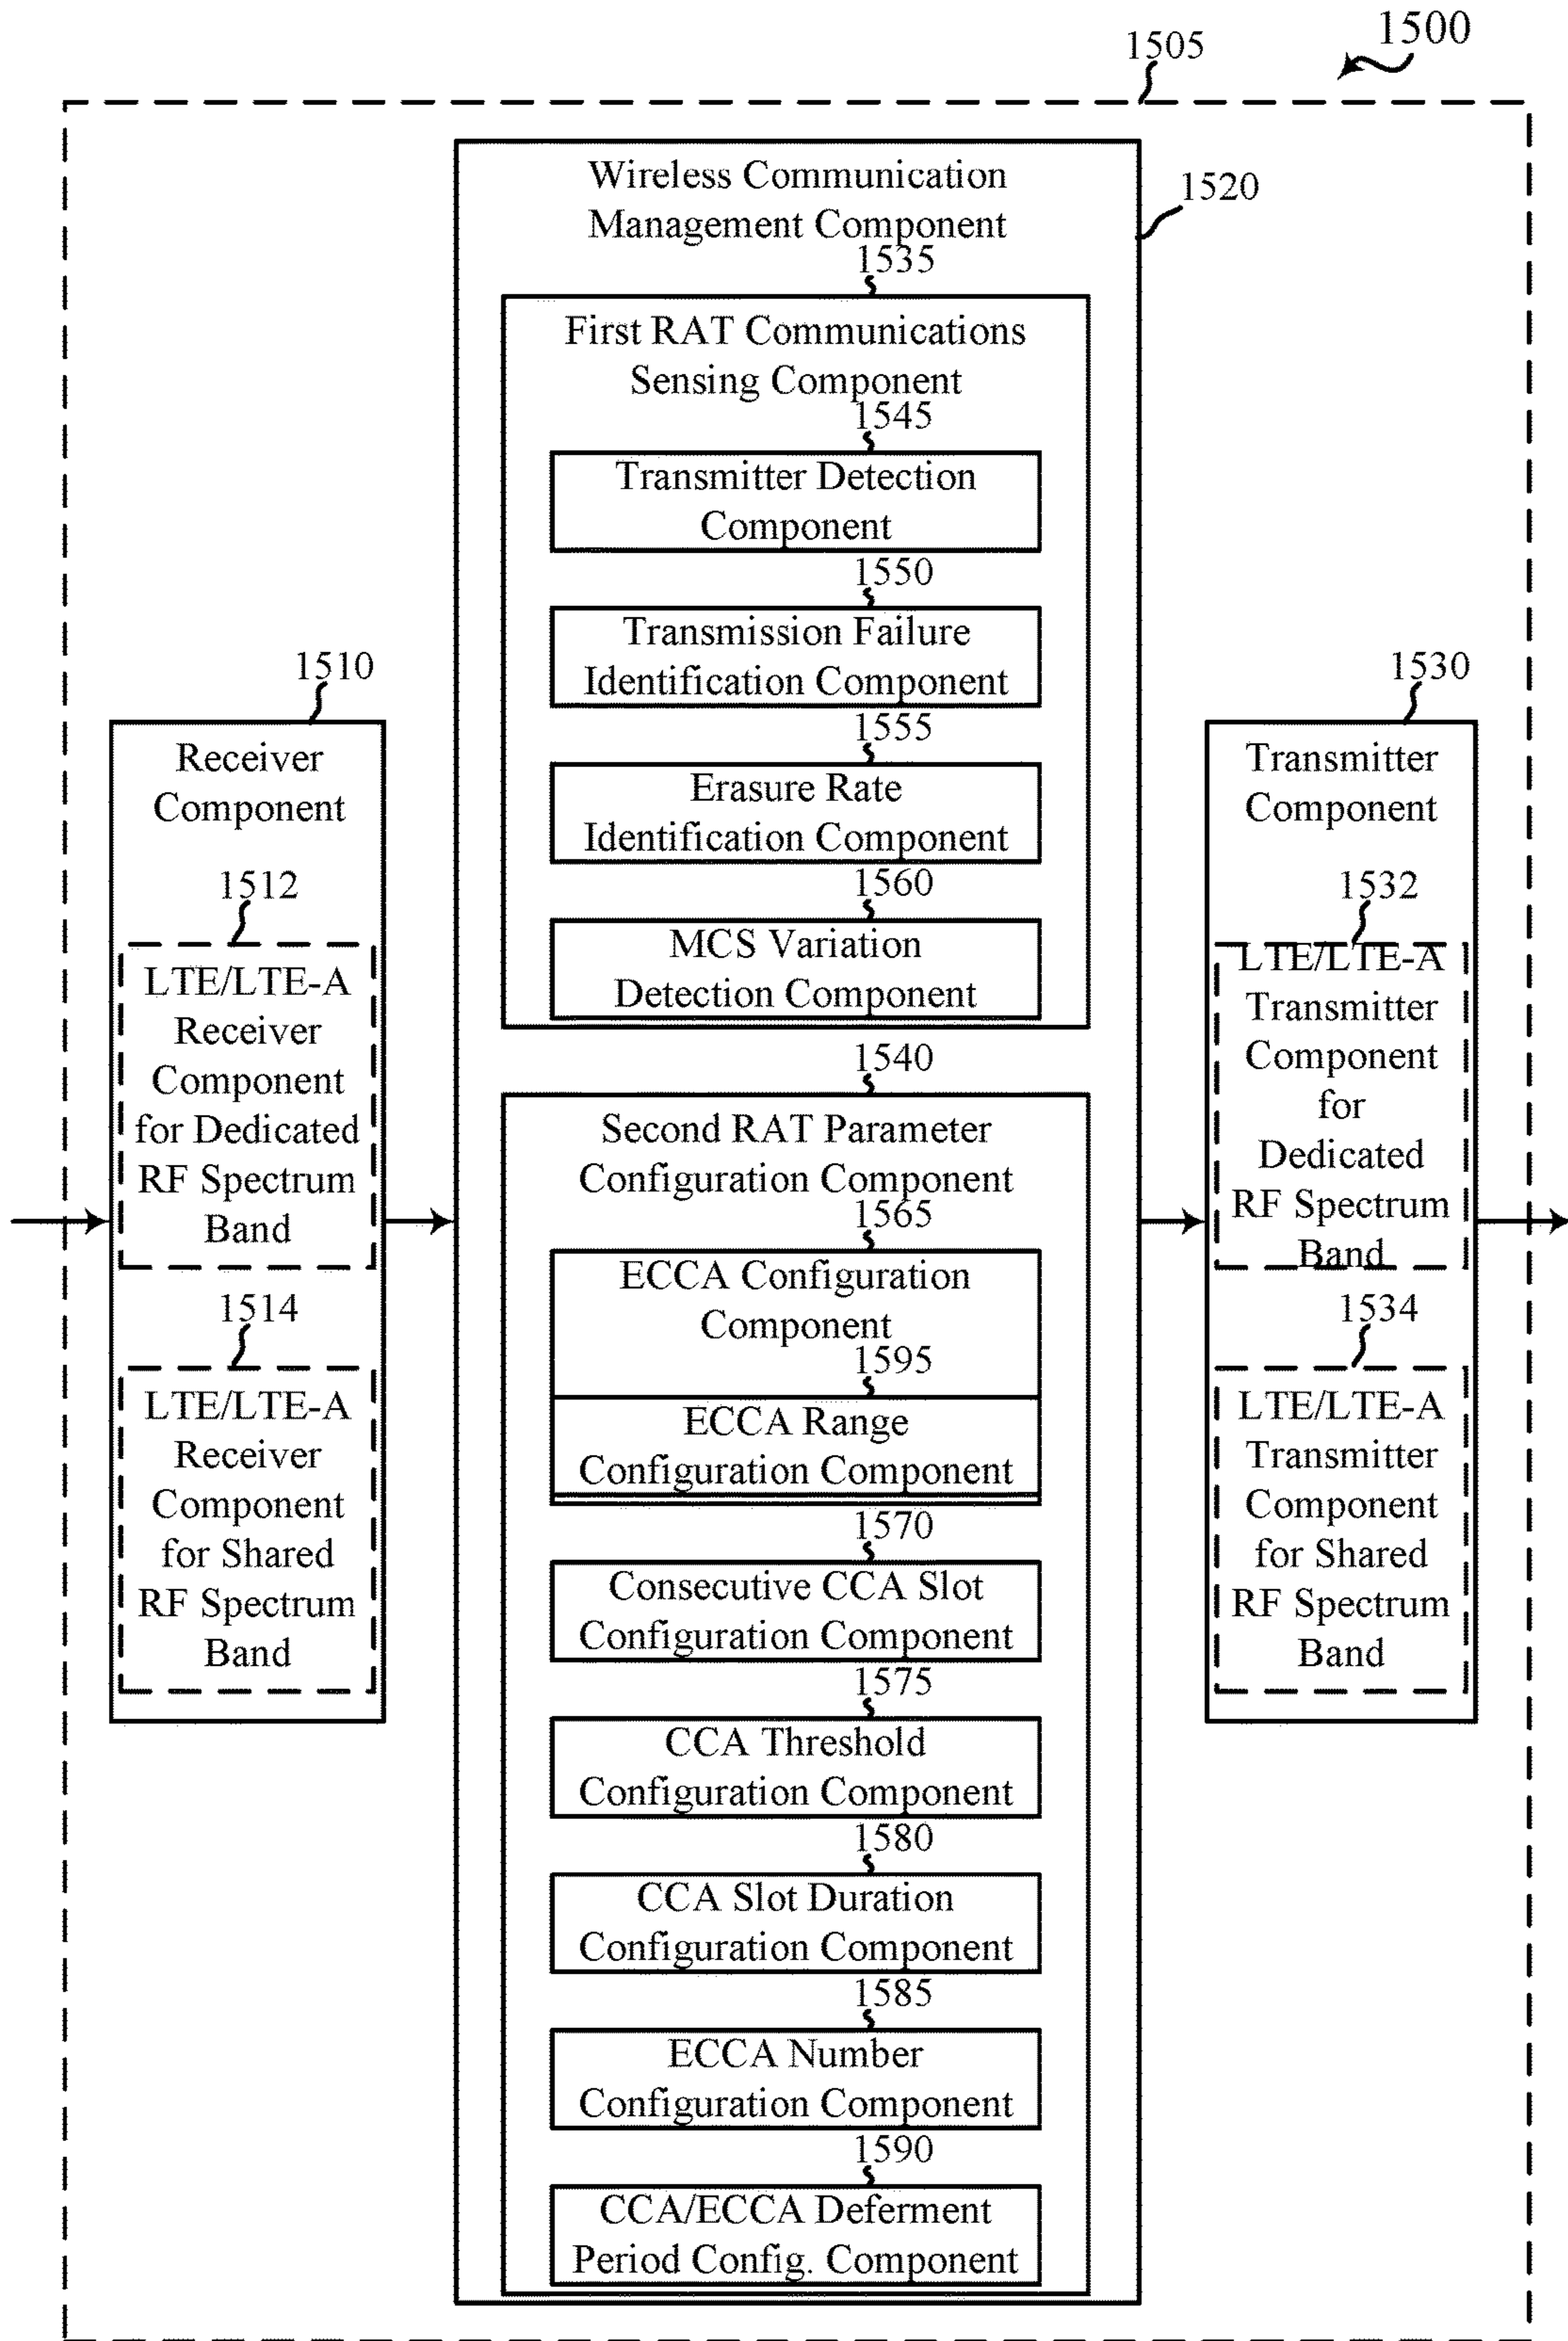 1500
1505
Wireless Communication
Management Component
1520
1535
First RAT Communications
Sensing Component
1545
Transmitter Detection
Component
1550
Transmission Failure
Identification Component
1555
Erasure Rate
Identification Component
1560
MCS Variation
Detection Component
1510
Receiver
Component
1512
LTE/LTE-A
Receiver
Component
for Dedicated
RF Spectrum
Band
1514
LTE/LTE-A
Receiver
Component
for Shared
RF Spectrum
Band
1540
Second RAT Parameter
Configuration Component
1565
ECCA Configuration
Component
1595
ECCA Range
Configuration Component
1570
Consecutive CCA Slot
Configuration Component
1575
CCA Threshold
Configuration Component
1580
CCA Slot Duration
Configuration Component
1585
ECCA Number
Configuration Component
1590
CCA/ECCA Deferment
Period Config. Component
1530
Transmitter
Component
1532
LTE/LTE-A
Transmitter
Component
for
Dedicated
RF Spectrum
Band
1534
LTE/LTE-A
Transmitter
Component
for Shared
RF Spectrum
Band